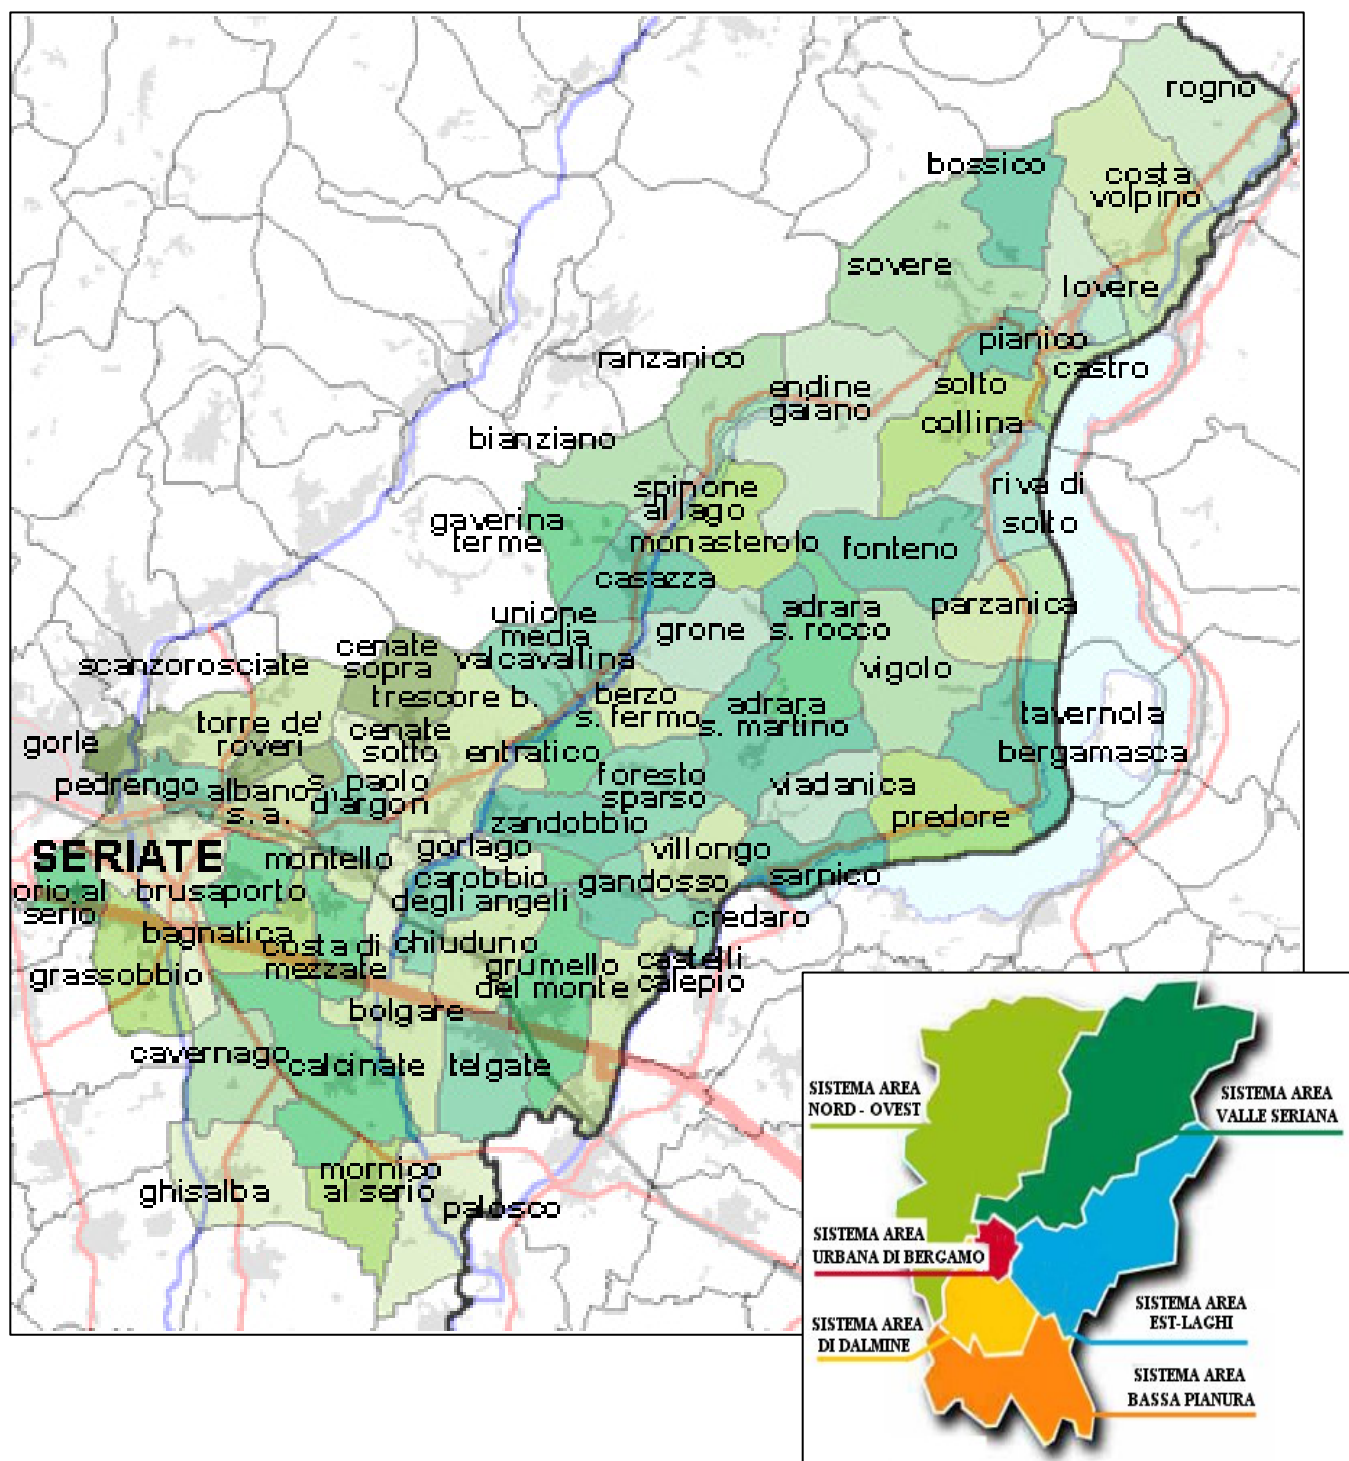 rogno
bossico
costa
volpino
sovere
lovere
pianico
castro
ranzanico
endine
gaiano
solto
collina
bianziano
spinone
al lago
riva di
solto
gaverina
terme
monasterolo
fonteno
casazza
unione
media
valcavallina
adrara
s. rocco
parzanica
grone
cenate
sopra
scanzorosciate
vigolo
trescore b.
berzo
s. fermo
adrara
s. martino
tavernola
bergamasca
torre de'
roveri
gorle
cenate
sotto
entratico
pedrengo
albano
s. a.
s. paolo
d'argon
foresto
sparso
viadanica
predore
zandobbio
SERIATE
montello
gorlago
villongo
orio al
serio
brusaporto
carobbio
degli angeli
gandosso
sarnico
credaro
bagnatica
costa di
mezzate
chiuduno
grassobbio
grumello
del monte
castelli
calepio
bolgare
cavernago
calcinate
telgate
ghisalba
mornico
al serio
palosco
SISTEMA AREA
NORD - OVEST
SISTEMA AREA
VALLE SERIANA
SISTEMA AREA
URBANA DI BERGAMO
SISTEMA AREA
EST-LAGHI
SISTEMA AREA
DI DALMINE
SISTEMA AREA
BASSA PIANURA